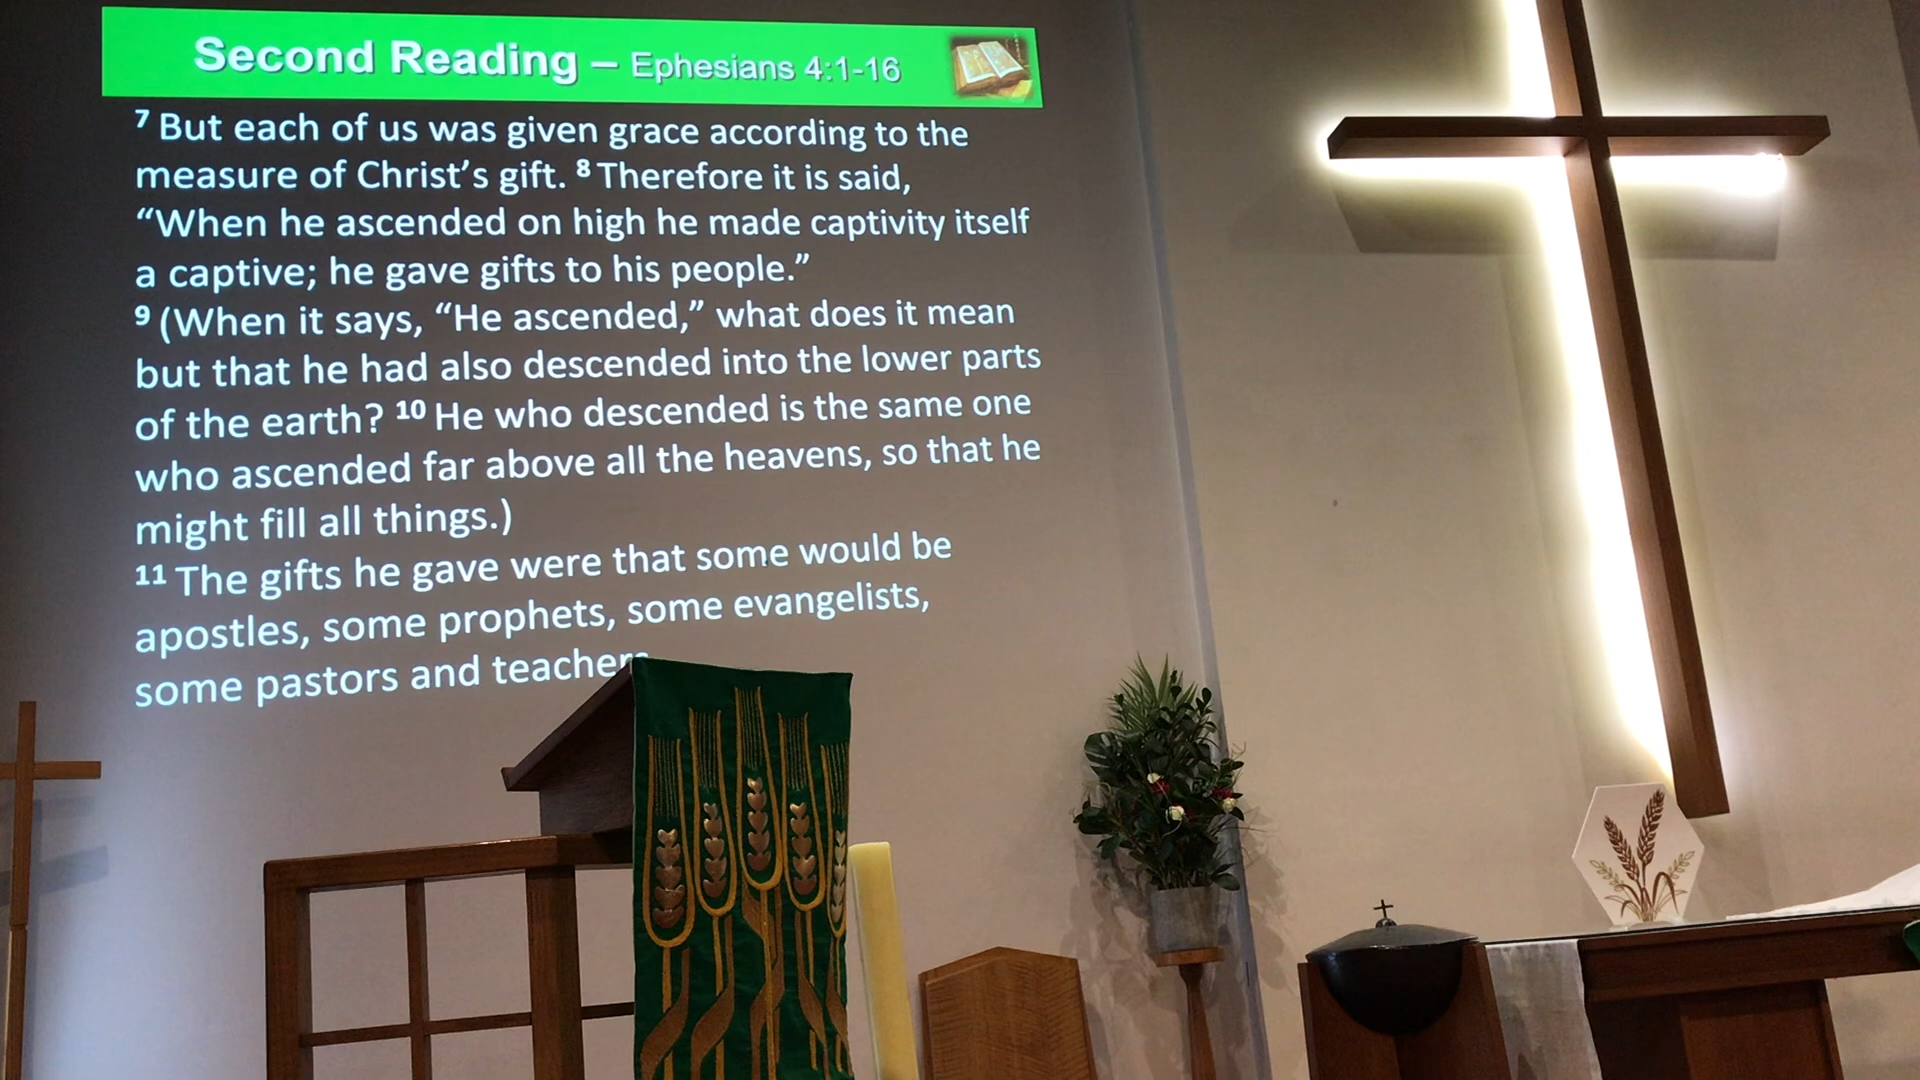 Second Reading – Ephesians 4:1-16
7 But each of us was given grace according to the
measure of Christ’s gift. 8 Therefore it is said,
“When he ascended on high he made captivity itself
a captive; he gave gifts to his people.”
9 (When it says, “He ascended,” what does it mean
but that he had also descended into the lower parts
of the earth? 10 He who descended is the same one
who ascended far above all the heavens, so that he
might fill all things.)
11 The gifts he gave were that some would be
apostles, some prophets, some evangelists,
some pastors and teachers